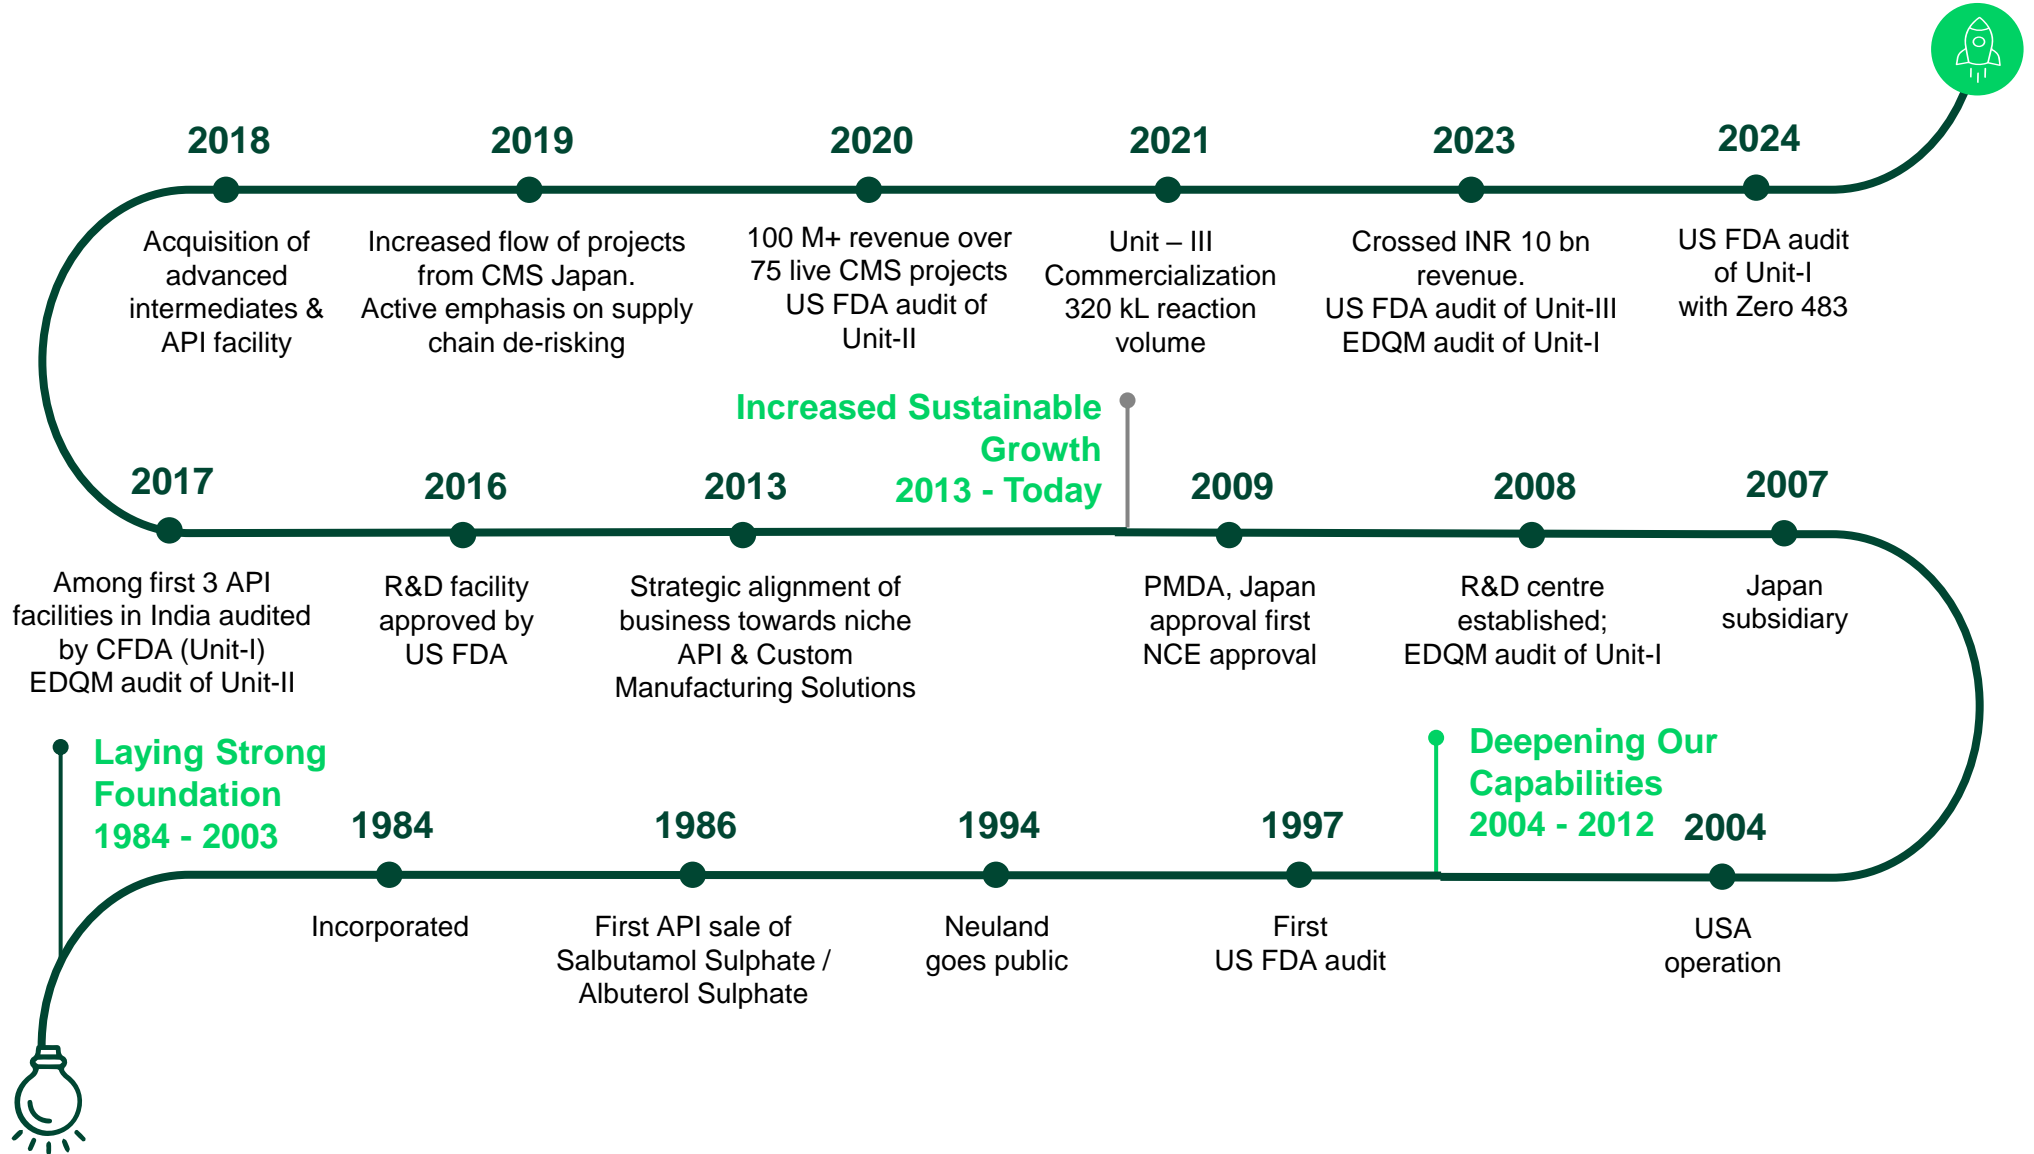 2018
Acquisition of
advanced
intermediates &
API facility
2019
Increased flow of projects
from CMS Japan.
Active emphasis on supply
chain de-risking
2020
100 M+ revenue over
75 live CMS projects
US FDA audit of
Unit-II
2021
Unit – III
Commercialization
320 kL reaction
volume
2023
Crossed INR 10 bn
revenue.
US FDA audit of Unit-III
EDQM audit of Unit-I
2024
US FDA audit
of Unit-I
with Zero 483
2017
Among first 3 API
facilities in India audited
by CFDA (Unit-I)
EDQM audit of Unit-II
2016
R&D facility
approved by
US FDA
2013
Strategic alignment of
business towards niche
API & Custom
Manufacturing Solutions
Increased Sustainable
Growth
2013 - Today
2009
PMDA, Japan
approval first
NCE approval
2008
R&D centre
established;
EDQM audit of Unit-I
2007
Japan
subsidiary
Laying Strong
Foundation
1984 - 2003
1984
Incorporated
1986
First API sale of
Salbutamol Sulphate /
Albuterol Sulphate
1994
Neuland
goes public
1997
First
US FDA audit
Deepening Our
Capabilities
2004 - 2012
2004
USA
operation